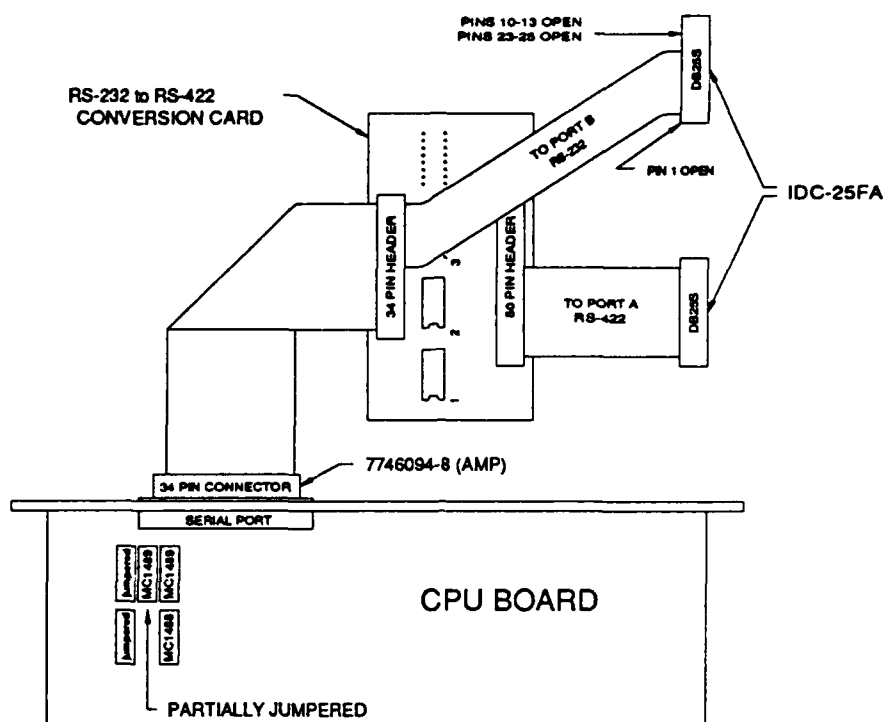 PINS 10-13 OPEN
PINS 23-25 OPEN
DB25S
RS-232 to RS-422
CONVERSION CARD
TO PORT B
RS-232
PIN 1 OPEN
IDC-25FA
34 PIN HEADER
3
50 PIN HEADER
TO PORT A
RS-422
DB25S
2
1
7746094-8 (AMP)
34 PIN CONNECTOR
SERIAL PORT
jumpered
MC1489
MC1489
CPU BOARD
jumpered
MC1488
PARTIALLY JUMPERED